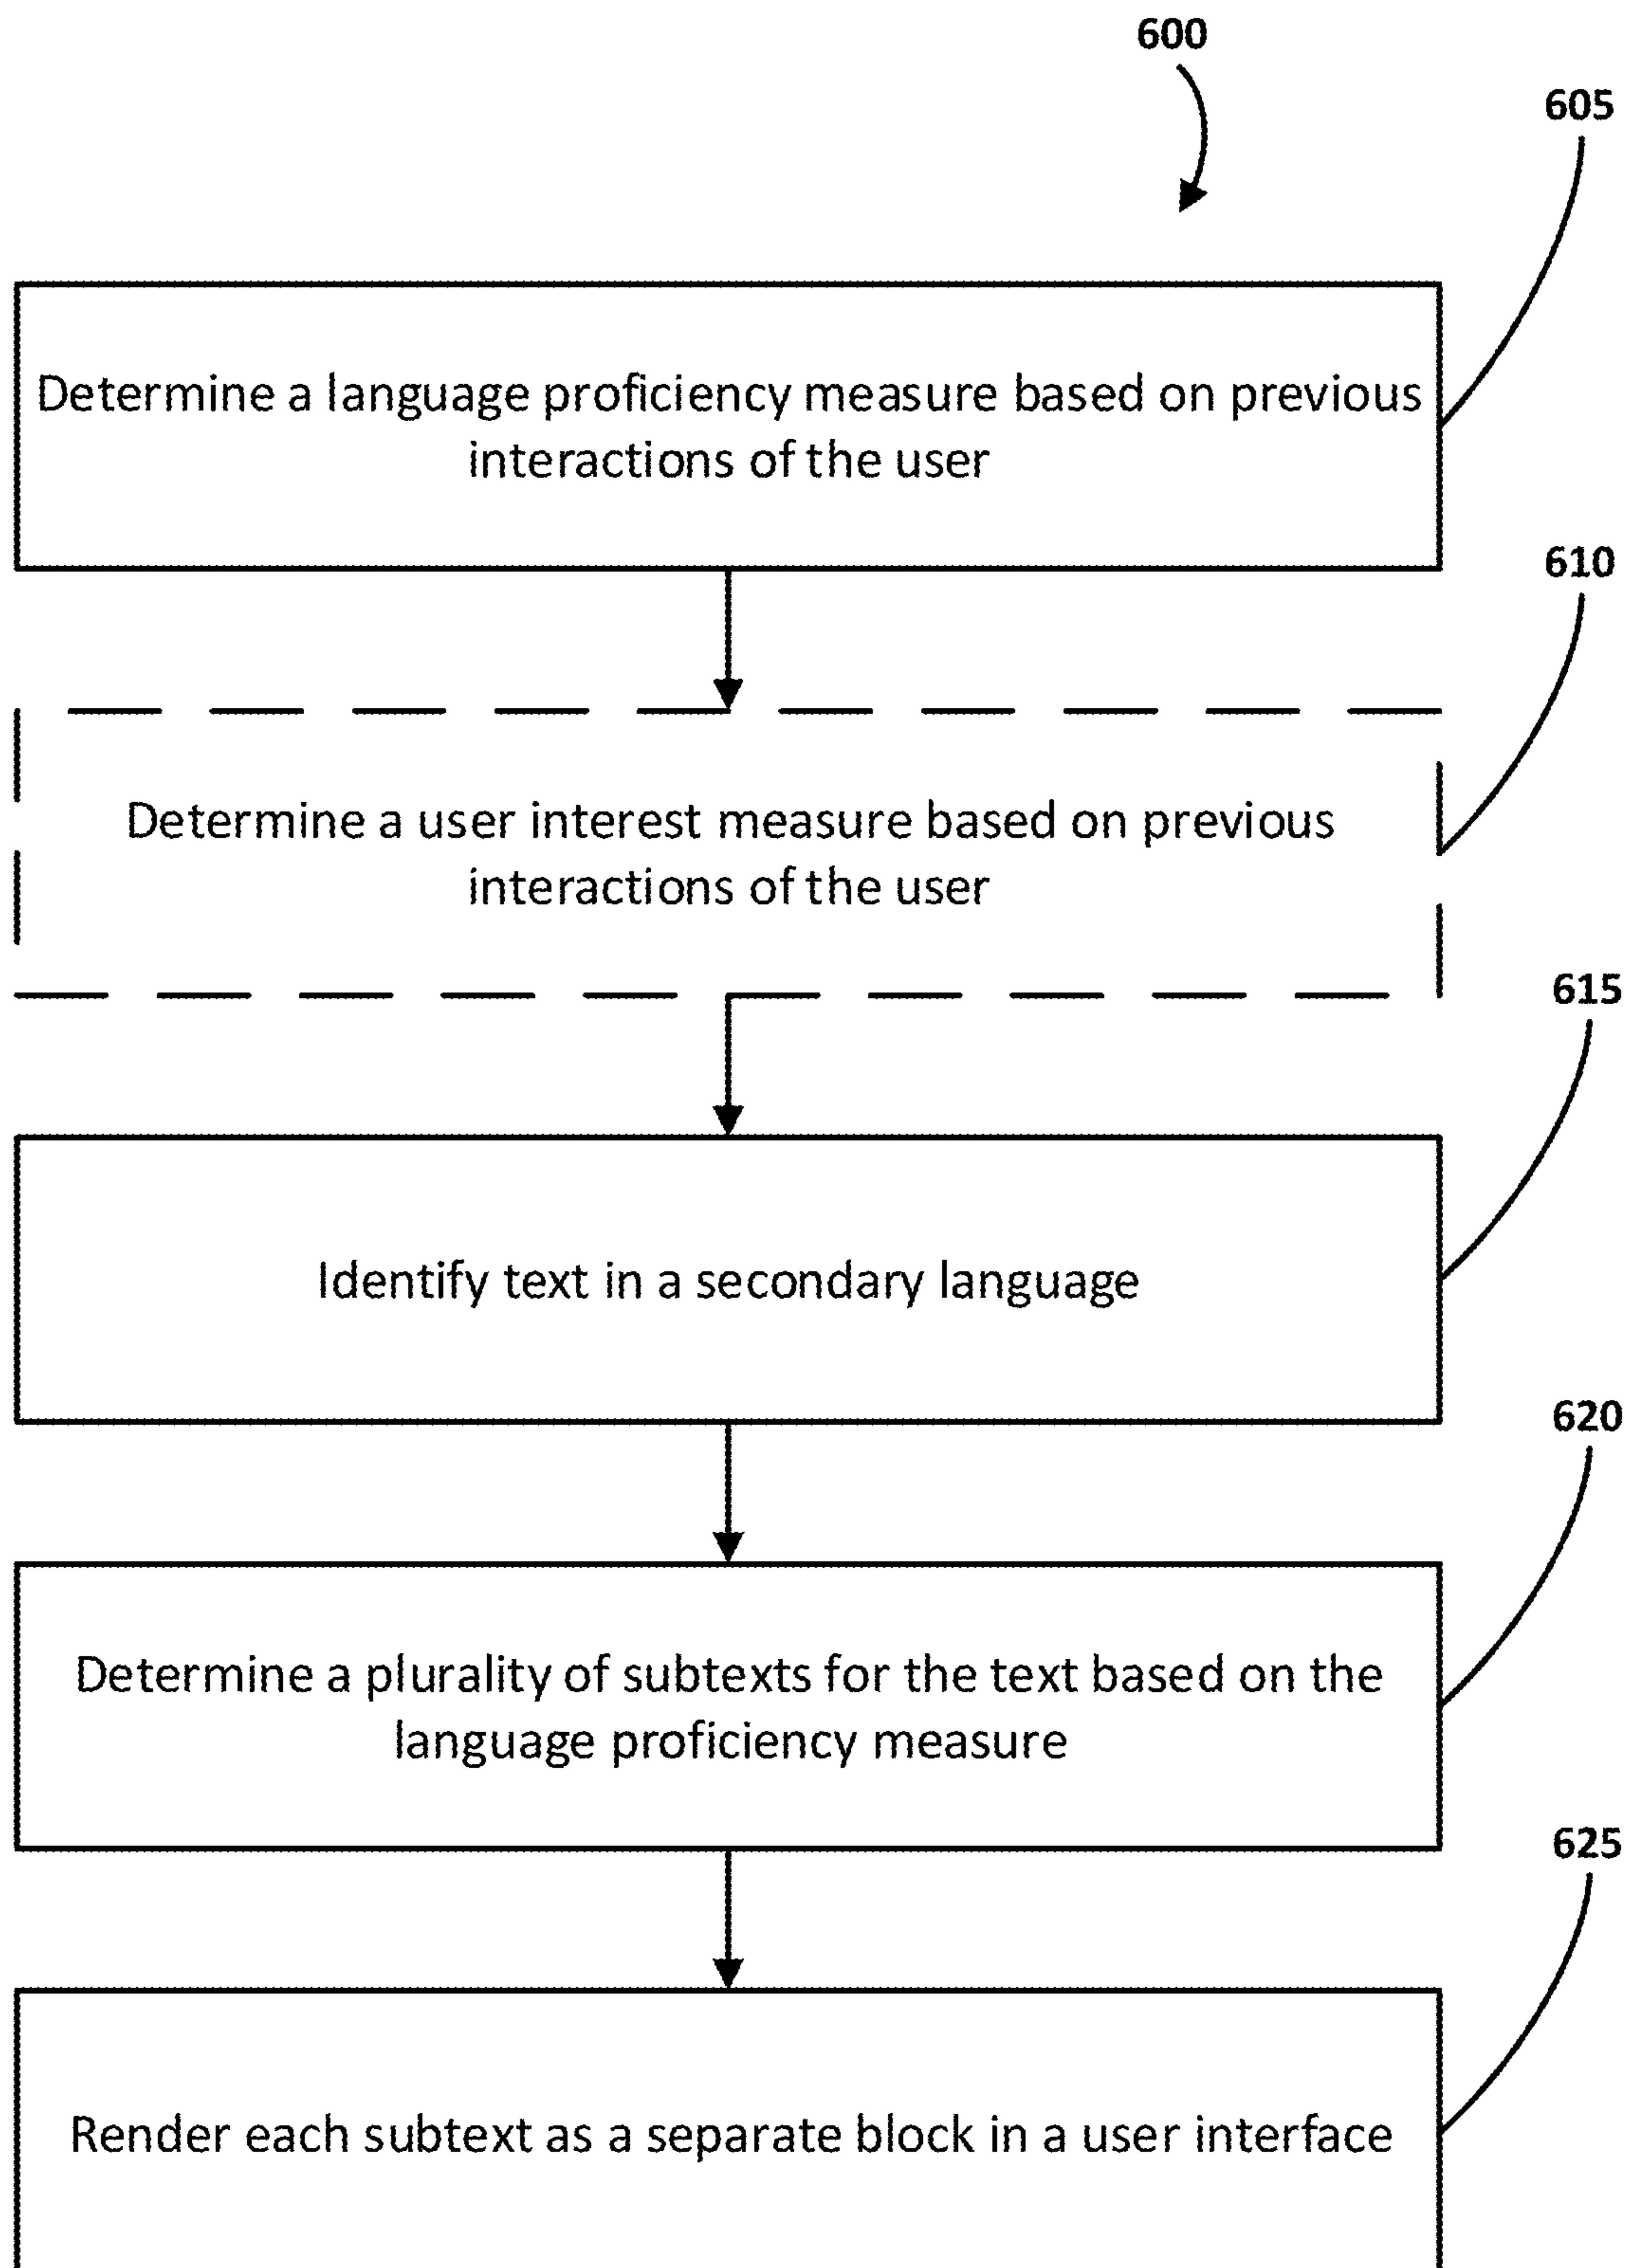 600
605
Determine a language proficiency measure based on previous
interactions of the user
610
Determine a user interest measure based on previous
interactions of the user
615
Identify text in a secondary language
620
Determine a plurality of subtexts for the text based on the
language proficiency measure
625
Render each subtext as a separate block in a user interface